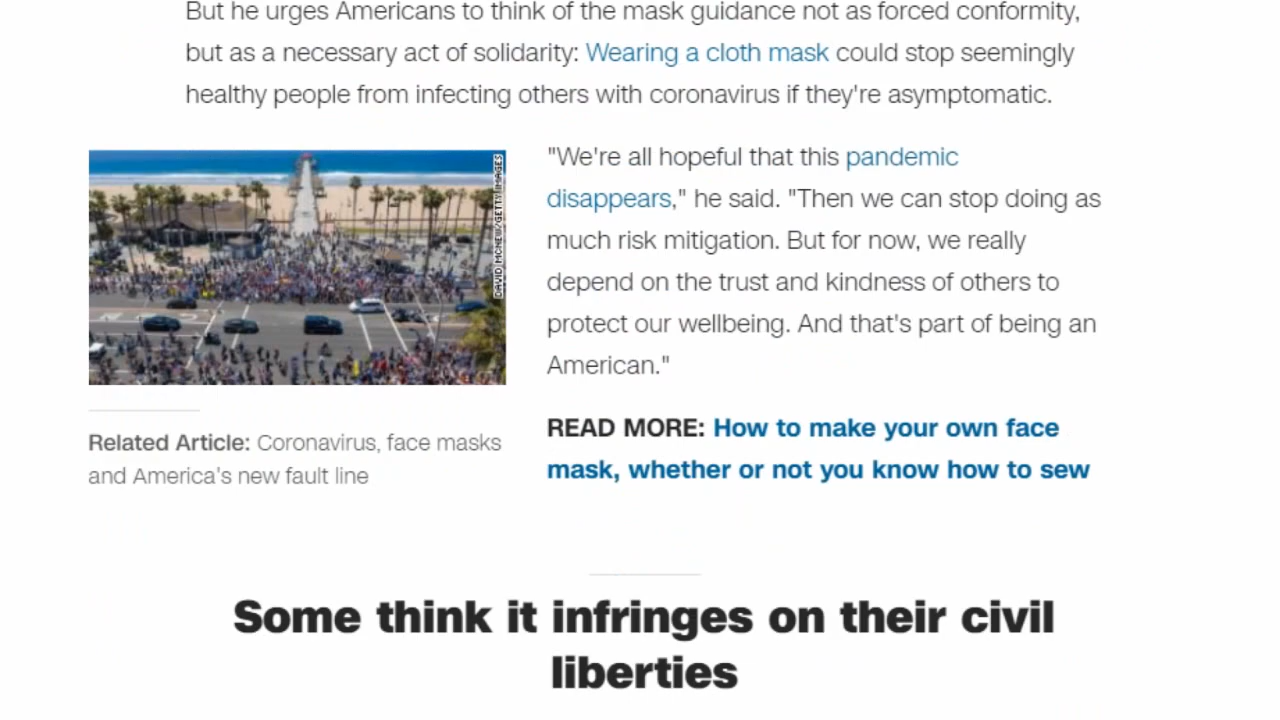 But he urges Americans to think of the mask guidance not as forced conformity,
but as a necessary act of solidarity: Wearing a cloth mask could stop seemingly
healthy people from infecting others with coronavirus if they're asymptomatic.
DAVID MCNEW/GETTY IMAGES
Related Article: Coronavirus, face masks
and America's new fault line
"We're all hopeful that this pandemic
disappears," he said. "Then we can stop doing as
much risk mitigation. But for now, we really
depend on the trust and kindness of others to
protect our wellbeing. And that's part of being an
American."
READ MORE: How to make your own face
mask, whether or not you know how to sew
Some think it infringes on their civil
liberties